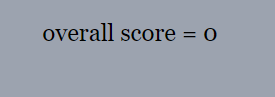 overall score = 0